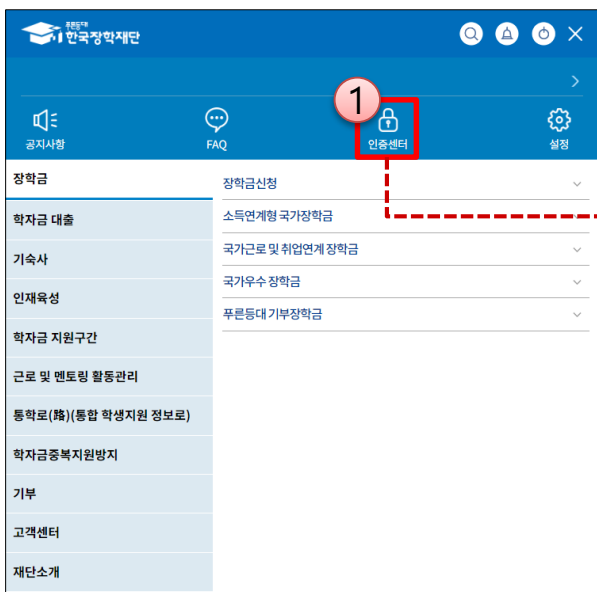 푸른등대
한국장학재단
1
공지사항
FAQ
인증센터
설정
장학금
학자금 대출
기숙사
인재육성
학자금 지원구간
근로 및 멘토링 활동관리
통학로(路)(통합 학생지원 정보로)
학자금중복지원방지
기부
고객센터
재단소개
장학금신청
소득연계형 국가장학금
국가근로 및 취업연계 장학금
국가우수 장학금
푸른등대 기부장학금